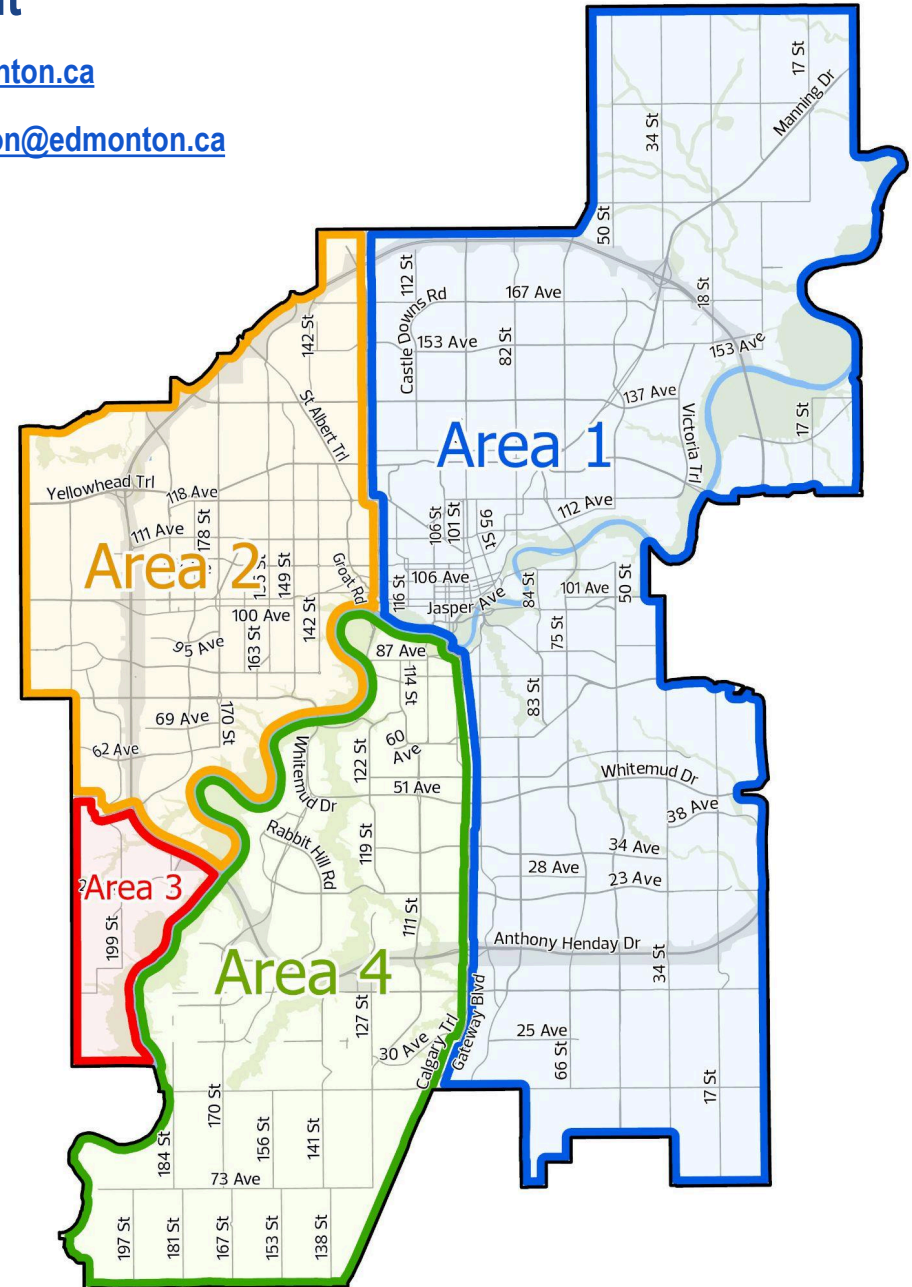 it
nton.ca
on@edmonton.ca
17 St
Manning Dr
34 St
50 St
112 St
Castle Downs Rd
167 Ave
18 St
142 St
153 Ave
82 St
153 Ave
137 Ave
St Albert Trl
Victoria Trl
17 St
Area 1
Yellowhead Trl
118 Ave
112 Ave
111 Ave
178 St
106 St
101 St
95 St
Area 2
149 St
Groat Rd
116 St
106 Ave
84 St
101 Ave
50 St
100 Ave
142 St
Jasper Ave
75 St
95 Ave
163 St
87 Ave
114 St
83 St
69 Ave
170 St
62 Ave
Whitemud Dr
122 St
60 Ave
51 Ave
Whitemud Dr
38 Ave
Rabbit Hill Rd
119 St
34 Ave
28 Ave
23 Ave
Area 3
199 St
111 St
Anthony Henday Dr
34 St
Area 4
127 St
30 Ave
Calgary Trl
Gateway Blvd
25 Ave
66 St
17 St
170 St
184 St
156 St
141 St
73 Ave
197 St
181 St
167 St
153 St
138 St